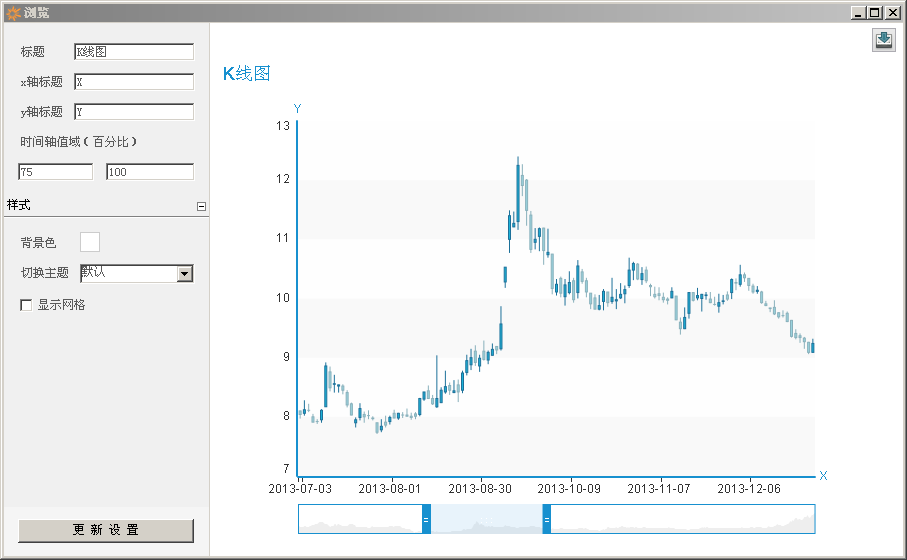 浏览
标题 K线图
x轴标题 X
y轴标题 Y
时间轴值域（百分比）
75 100
样式
背景色
切换主题 默认
显示网格
更新设置
K线图
Y
13
12
11
10
9
8
7
X
2013-07-03 2013-08-01 2013-08-30 2013-10-09 2013-11-07 2013-12-06